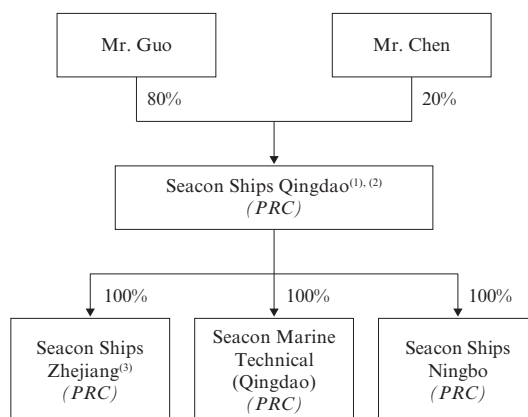 Mr. Guo
Mr. Chen
80%
20%
Seacon Ships Qingdao(1), (2)
(PRC)
100%
100%
100%
Seacon Ships
Zhejiang(3)
(PRC)
Seacon Marine
Technical
(Qingdao)
(PRC)
Seacon Ships
Ningbo
(PRC)